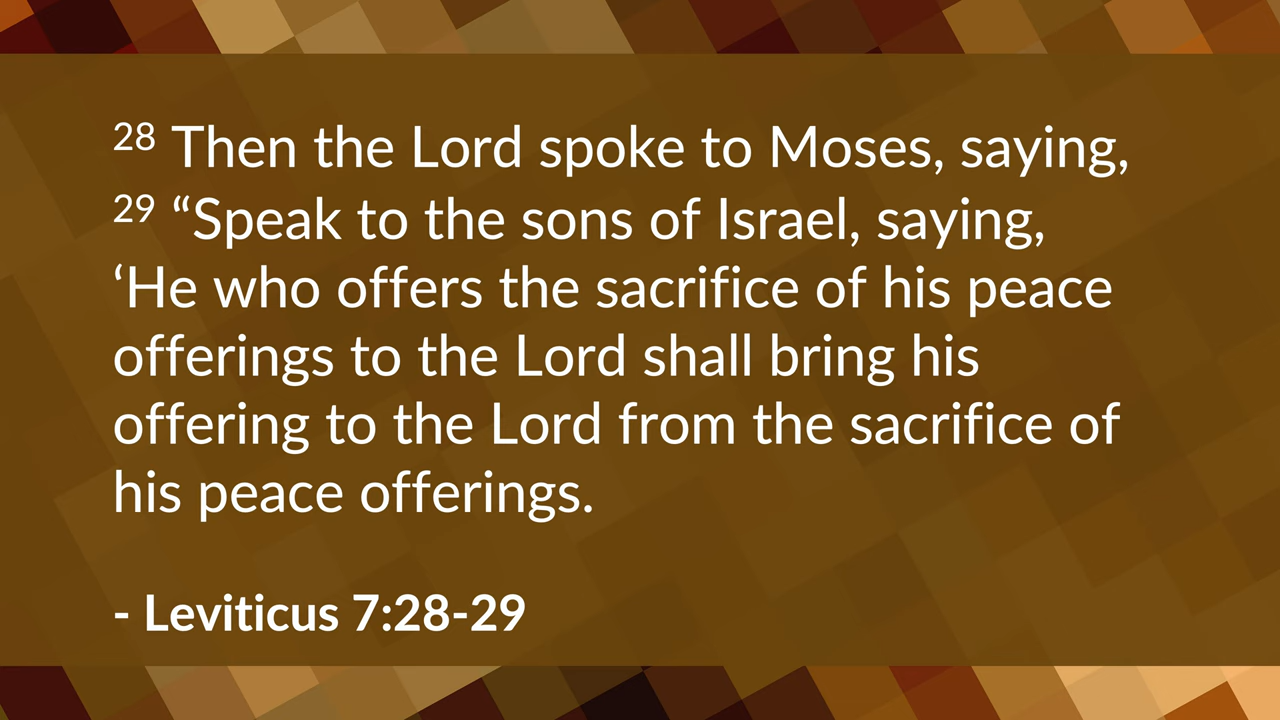 28 Then the Lord spoke to Moses, saying,
29 “Speak to the sons of Israel, saying,
‘He who offers the sacrifice of his peace
offerings to the Lord shall bring his
offering to the Lord from the sacrifice of
his peace offerings.
- Leviticus 7:28-29